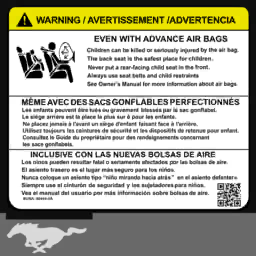 WARNING / AVERTISSEMENT /ADVERTENCIA
EVEN WITH ADVANCE AIR BAGS
Children can be killed or seriously injured by the air bag.
The back seat is the safest place for children.
Never put a rear-facing child seat in the front.
Always use seat belts and child restraints
See Owner's Manual for more information about air bags.
MÊME AVEC DES SACS GONFLABLES PERFECTIONNÉS
Les enfants peuvent être tués ou gravement blessés par le sac gonflable.
Le siège arrière est la place la plus sur ô pour les enfants.
Ne placez jamais à l'avant un siège d'enfant faisant face à l'arrière.
Utilisez toujours les ceintures de sécurité et les dispositifs de retenue pour enfant.
Consultez le Guide du propriétaire pour des renseignements concernant
les sacs gonflabels.
INCLUSIVE CON LAS NUEVAS BOLSAS DE AIRE
Los niños pueden resultar fatal o seriamente afectados por las bolsas de aire.
El asiento trasero es el lugar más seguro para los niños.
Nunca coloque un asiento tipo "niño miranda hacia atrás" en el asiento delantero
Siempre use el cinturón de seguridad y los sujetadores para niños.
Vea el manual del usuario por más información sobre bolsas de aire.